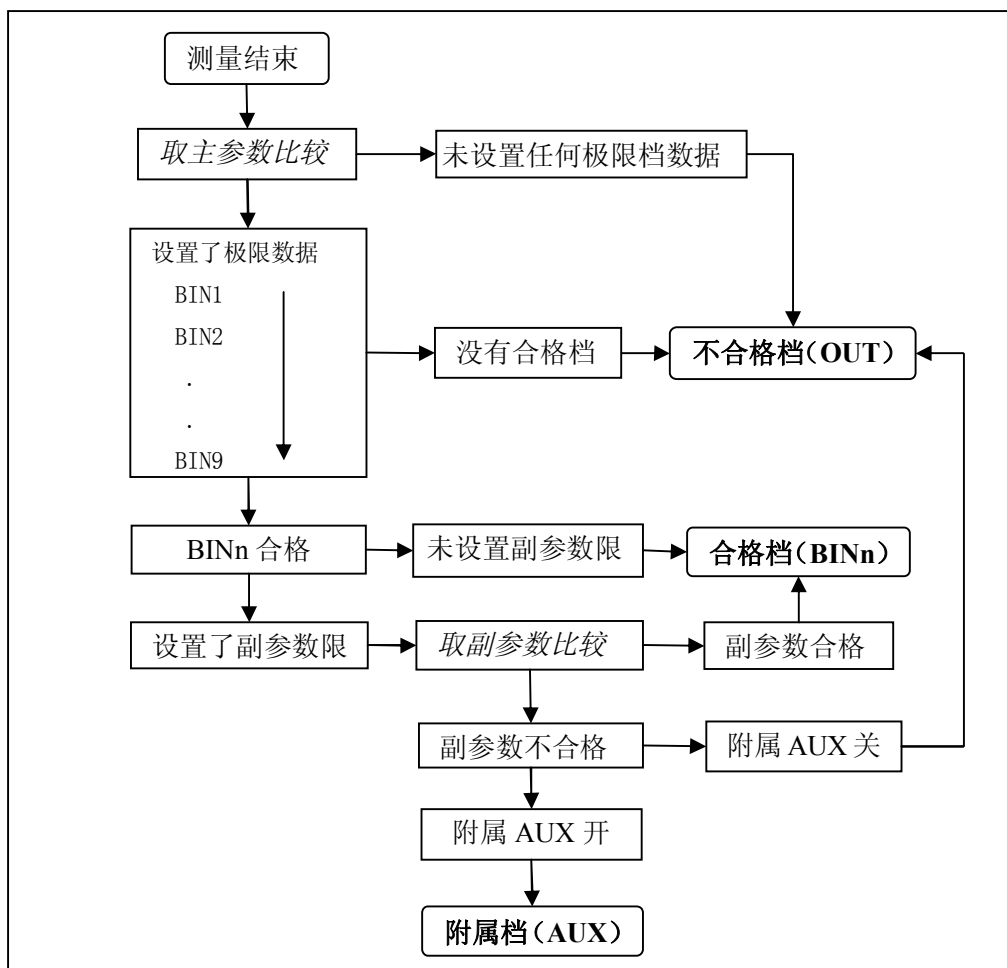 测量结束
取主参数比较
未设置任何极限档数据
设置了极限数据
BIN1
BIN2
.
.
BIN9
没有合格档
不合格档(OUT)
BINn 合格
未设置副参数限
合格档(BINn)
设置了副参数限
取副参数比较
副参数合格
副参数不合格
附属 AUX 关
附属 AUX 开
附属档(AUX)